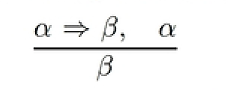 α ⇒ β, α
β